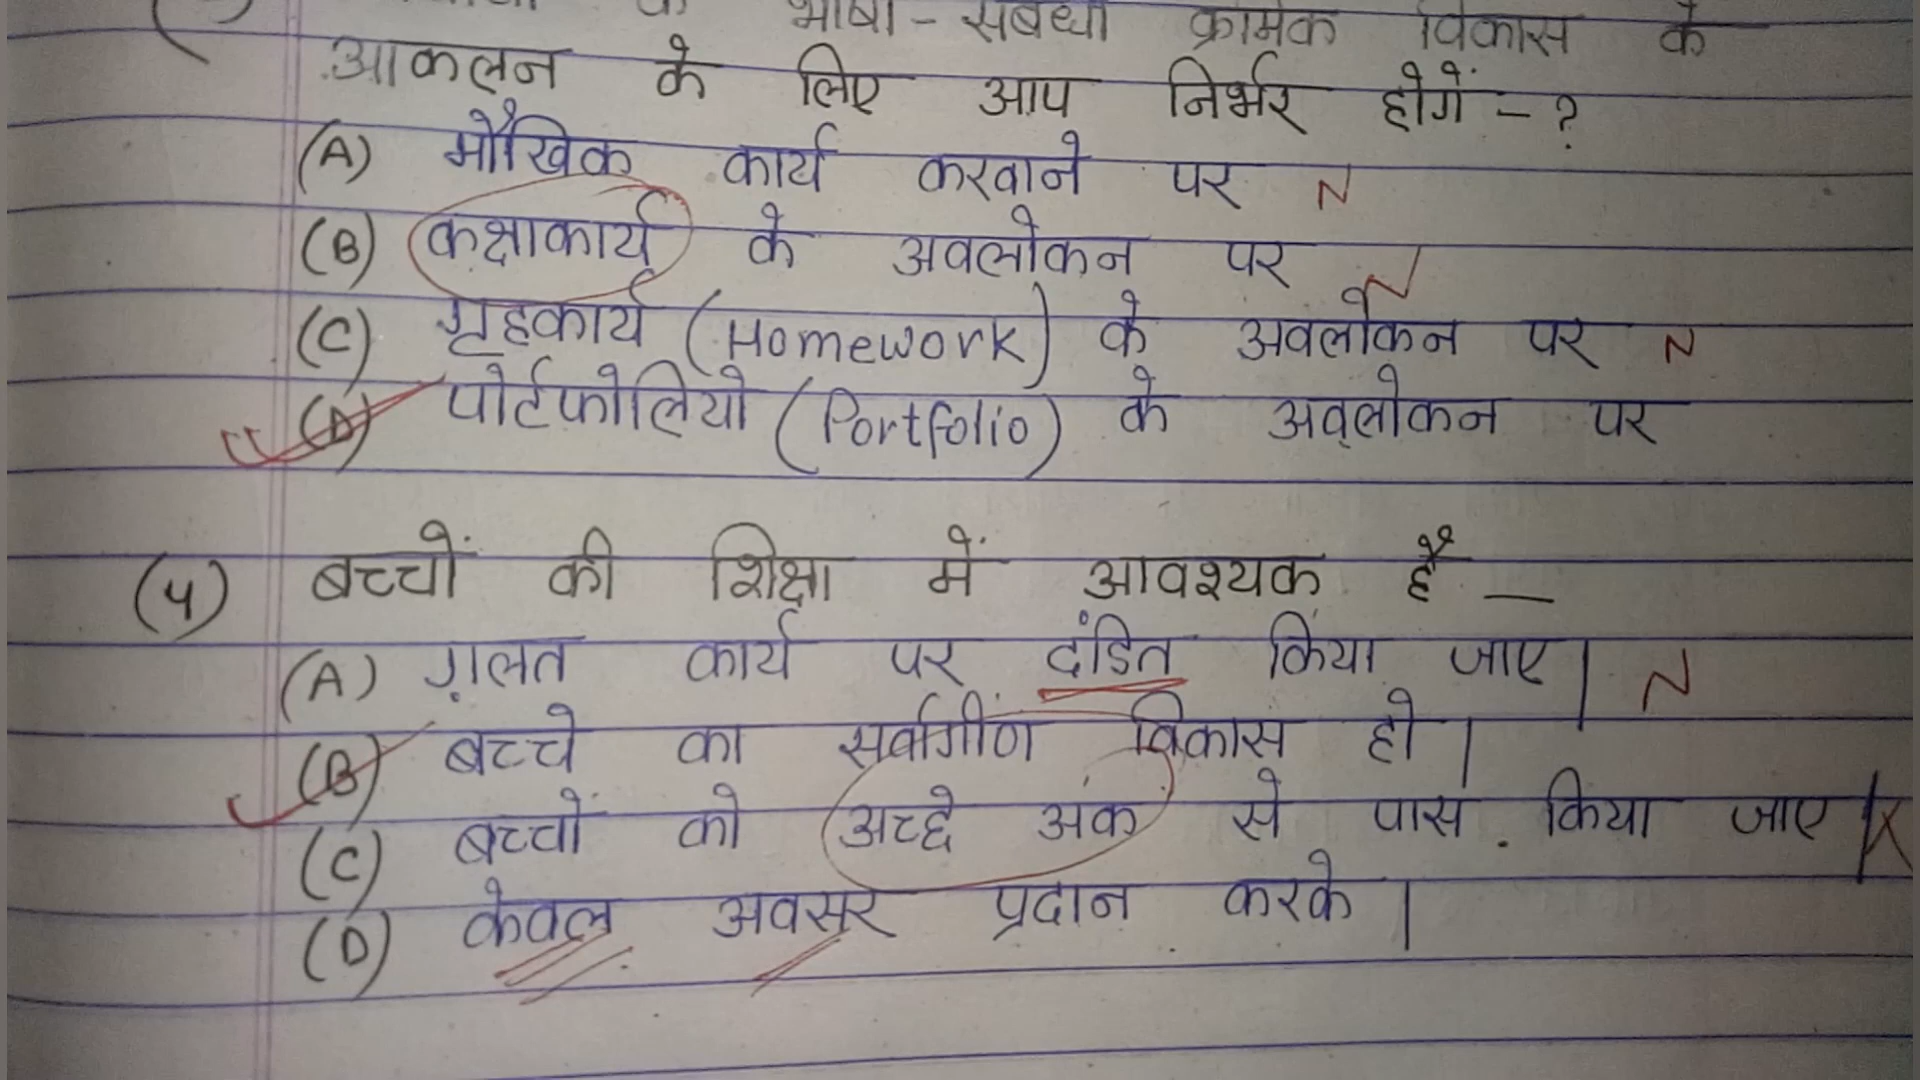 भाषा - संबंधी क्रमिक विकास के
आकलन के लिए आप निर्भर होगें - ?
(A) मौखिक कार्य करवाने पर N
(B) कक्षाकार्य के अवलोकन पर N
(C) गृहकार्य (Homework) के अवलोकन पर N
(D) पोर्टफोलियो (Portfolio) के अवलोकन पर
(4) बच्चों की शिक्षा में आवश्यक है —
(A) ग़लत कार्य पर दंडित किया जाए। N
(B) बच्चे का सर्वागीण विकास हो।
(C) बच्चों को अच्छे अंक से पास किया जाए।
(D) केवल अवसर प्रदान करके।